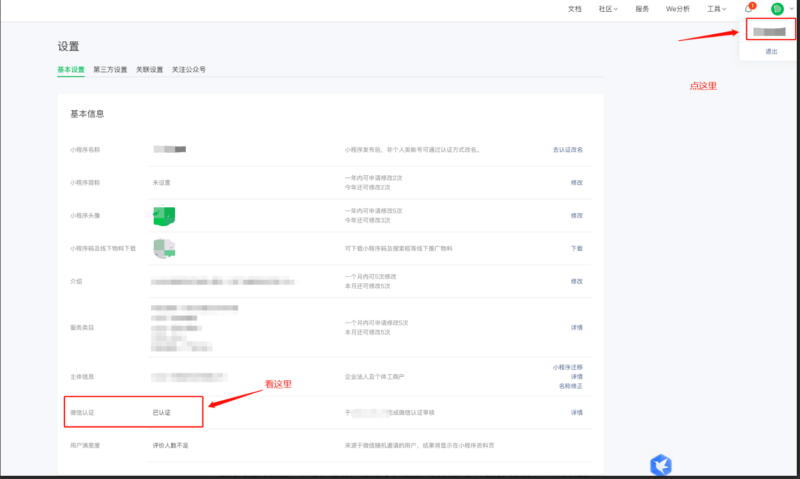 文档 社区 服务 We分析 工具
退出
点这里
设置
基本设置 第三方设置 关联设置 关注公众号
基本信息
小程序名称 小程序发布前，非个人类帐号可通过认证方式改名。 去认证改名
小程序简称 未设置 一年内可申请修改2次 修改
今年还可修改2次
小程序头像 一年内可申请修改5次 修改
今年还可修改3次
小程序码及线下物料下载 可下载小程序码及搜索框等线下推广物料 下载
介绍 一个月内可5次修改 修改
本月还可修改5次
服务类目 一个月内可申请修改5次 详情
本月还可修改5次
小程序迁移
主体信息 企业法人及个体工商户 详情
名称修正
看这里
微信认证 已认证 于 完成微信认证审核 详情
用户满意度 评价人数不足 来源于微信随机邀请的用户，结果将显示在小程序资料页